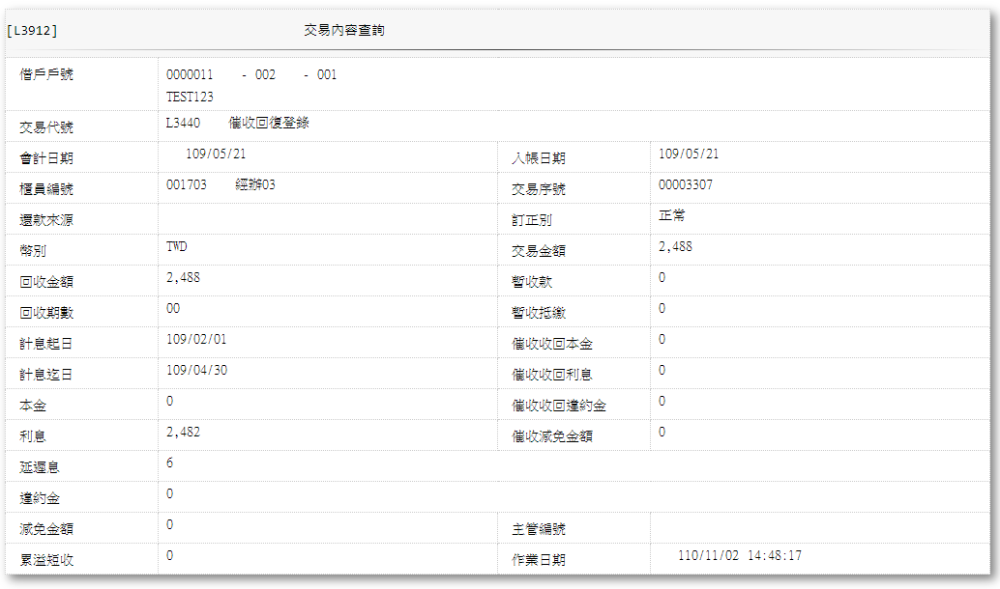 [L3912] 交易內容查詢
借戶戶號 0000011 - 002 - 001
TEST123
交易代號 L3440 催收回復登錄
會計日期 109/05/21 入帳日期 109/05/21
櫃員編號 001703 經辦03 交易序號 00003307
還款來源 訂正別 正常
幣別 TWD 交易金額 2,488
回收金額 2,488 暫收款 0
回收期數 00 暫收抵繳 0
計息起日 109/02/01 催收收回本金 0
計息迄日 109/04/30 催收收回利息 0
本金 0 催收收回違約金 0
利息 2,482 催收減免金額 0
延遲息 6
違約金 0
減免金額 0 主管編號
累溢短收 0 作業日期 110/11/02 14:48:17